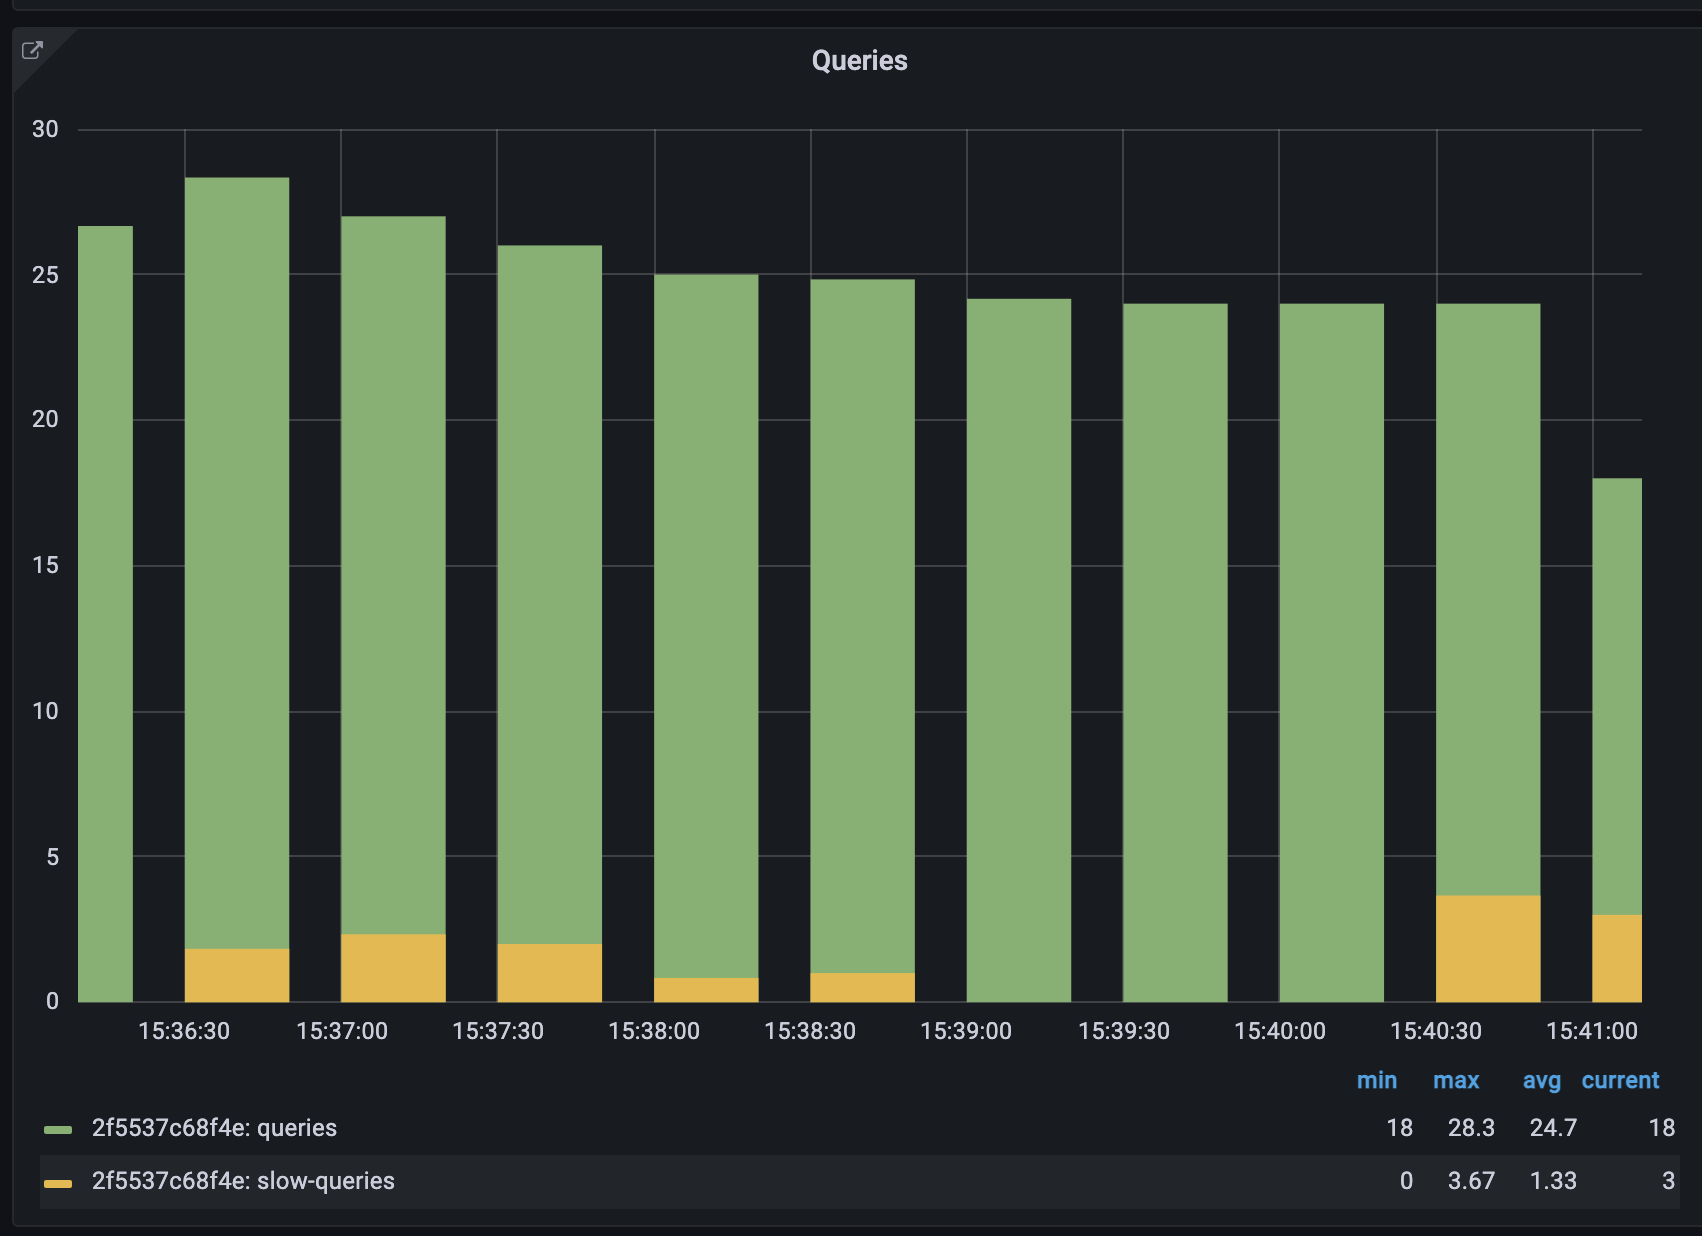 Queries
30
25
20
15
10
5
0
15:36:30 15:37:00 15:37:30 15:38:00 15:38:30 15:39:00 15:39:30 15:40:00 15:40:30 15:41:00
min max avg current
2f5537c68f4e: queries 18 28.3 24.7 18
2f5537c68f4e: slow-queries 0 3.67 1.33 3